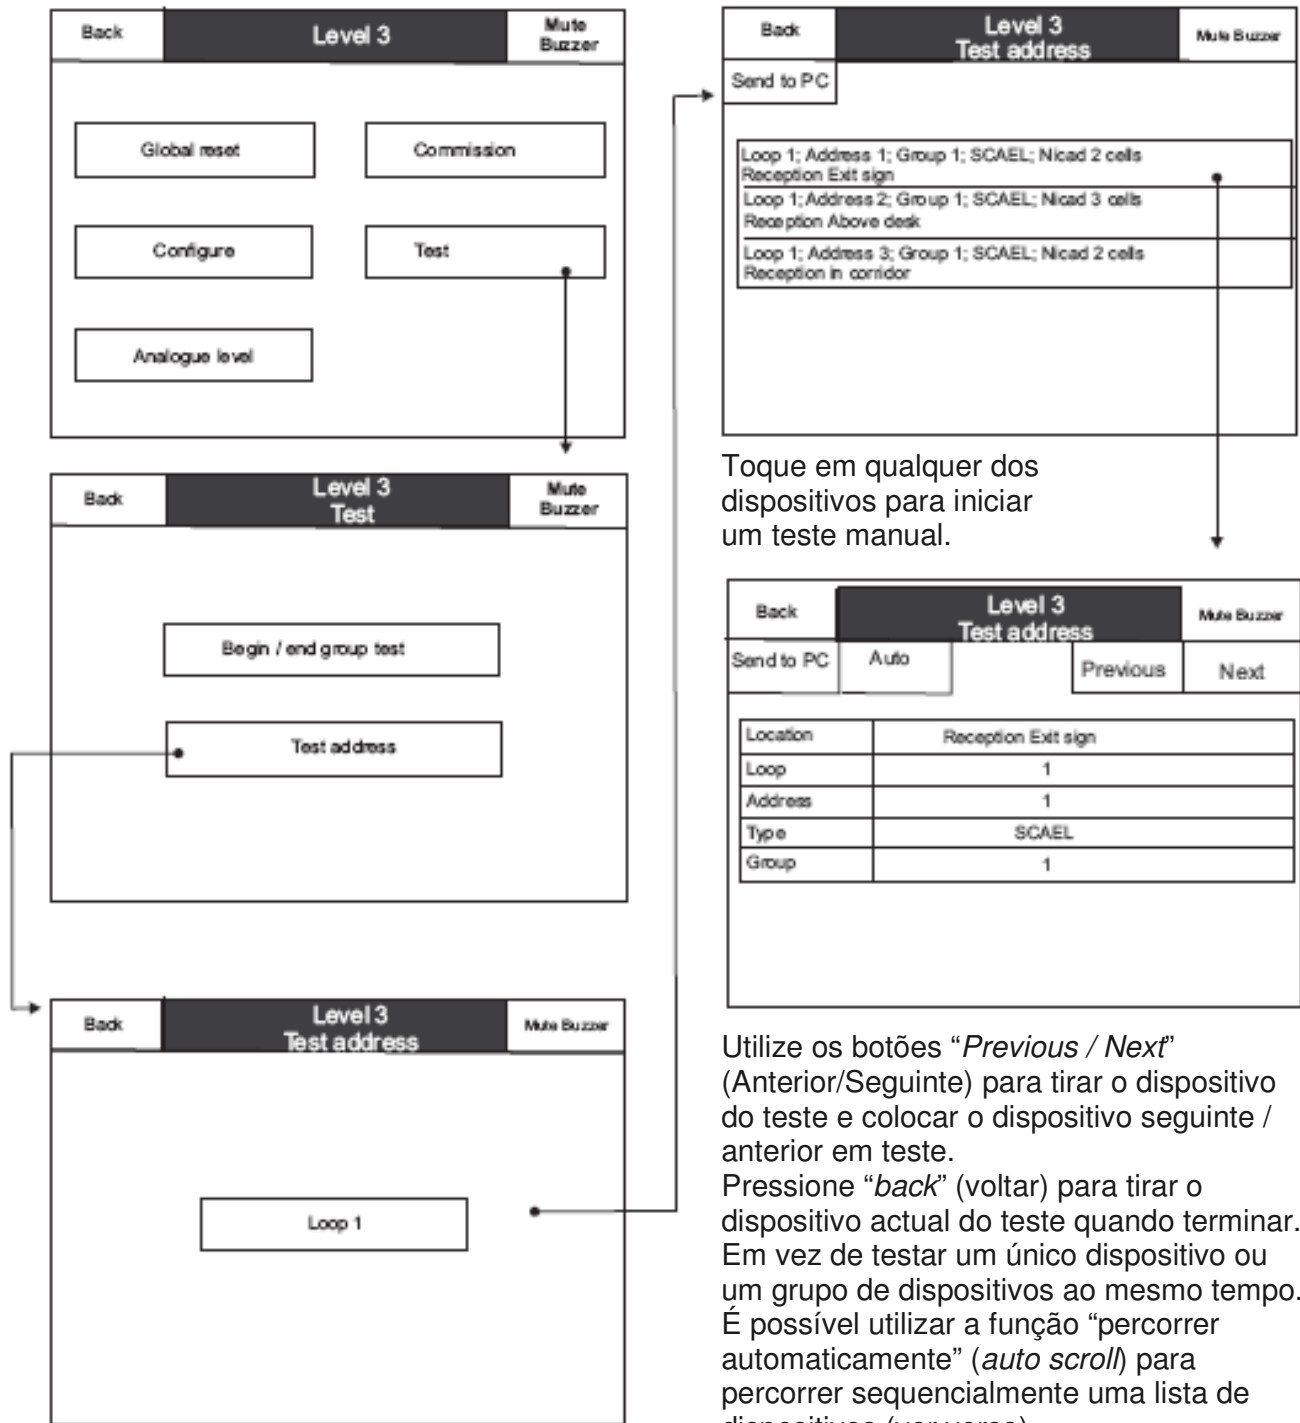 Back
Level 3
Mute
Buzzer
Global reset
Commission
Configure
Test
Analogue level
Back
Level 3
Test
Mute
Buzzer
Begin / end group test
Test address
Back
Level 3
Test address
Mute Buzzer
Loop 1
Back
Level 3
Test address
Mute Buzzer
Send to PC
Loop 1; Address 1; Group 1; SCAEL; Nicad 2 cells
Reception Exit sign
Loop 1; Address 2; Group 1; SCAEL; Nicad 3 cells
Reception Above desk
Loop 1; Address 3; Group 1; SCAEL; Nicad 2 cells
Reception in corridor
Toque em qualquer dos
dispositivos para iniciar
um teste manual.
Back
Level 3
Test address
Mute Buzzer
Send to PC
Auto
Previous
Next
Location Reception Exit sign
Loop 1
Address 1
Type SCAEL
Group 1
Utilize os botões “Previous / Next”
(Anterior/Seguinte) para tirar o dispositivo
do teste e colocar o dispositivo seguinte /
anterior em teste.
Pressione “back” (voltar) para tirar o
dispositivo actual do teste quando terminar.
Em vez de testar um único dispositivo ou
um grupo de dispositivos ao mesmo tempo.
É possível utilizar a função “percorrer
automaticamente” (auto scroll) para
percorrer sequencialmente uma lista de
dispositivos (ver verso)